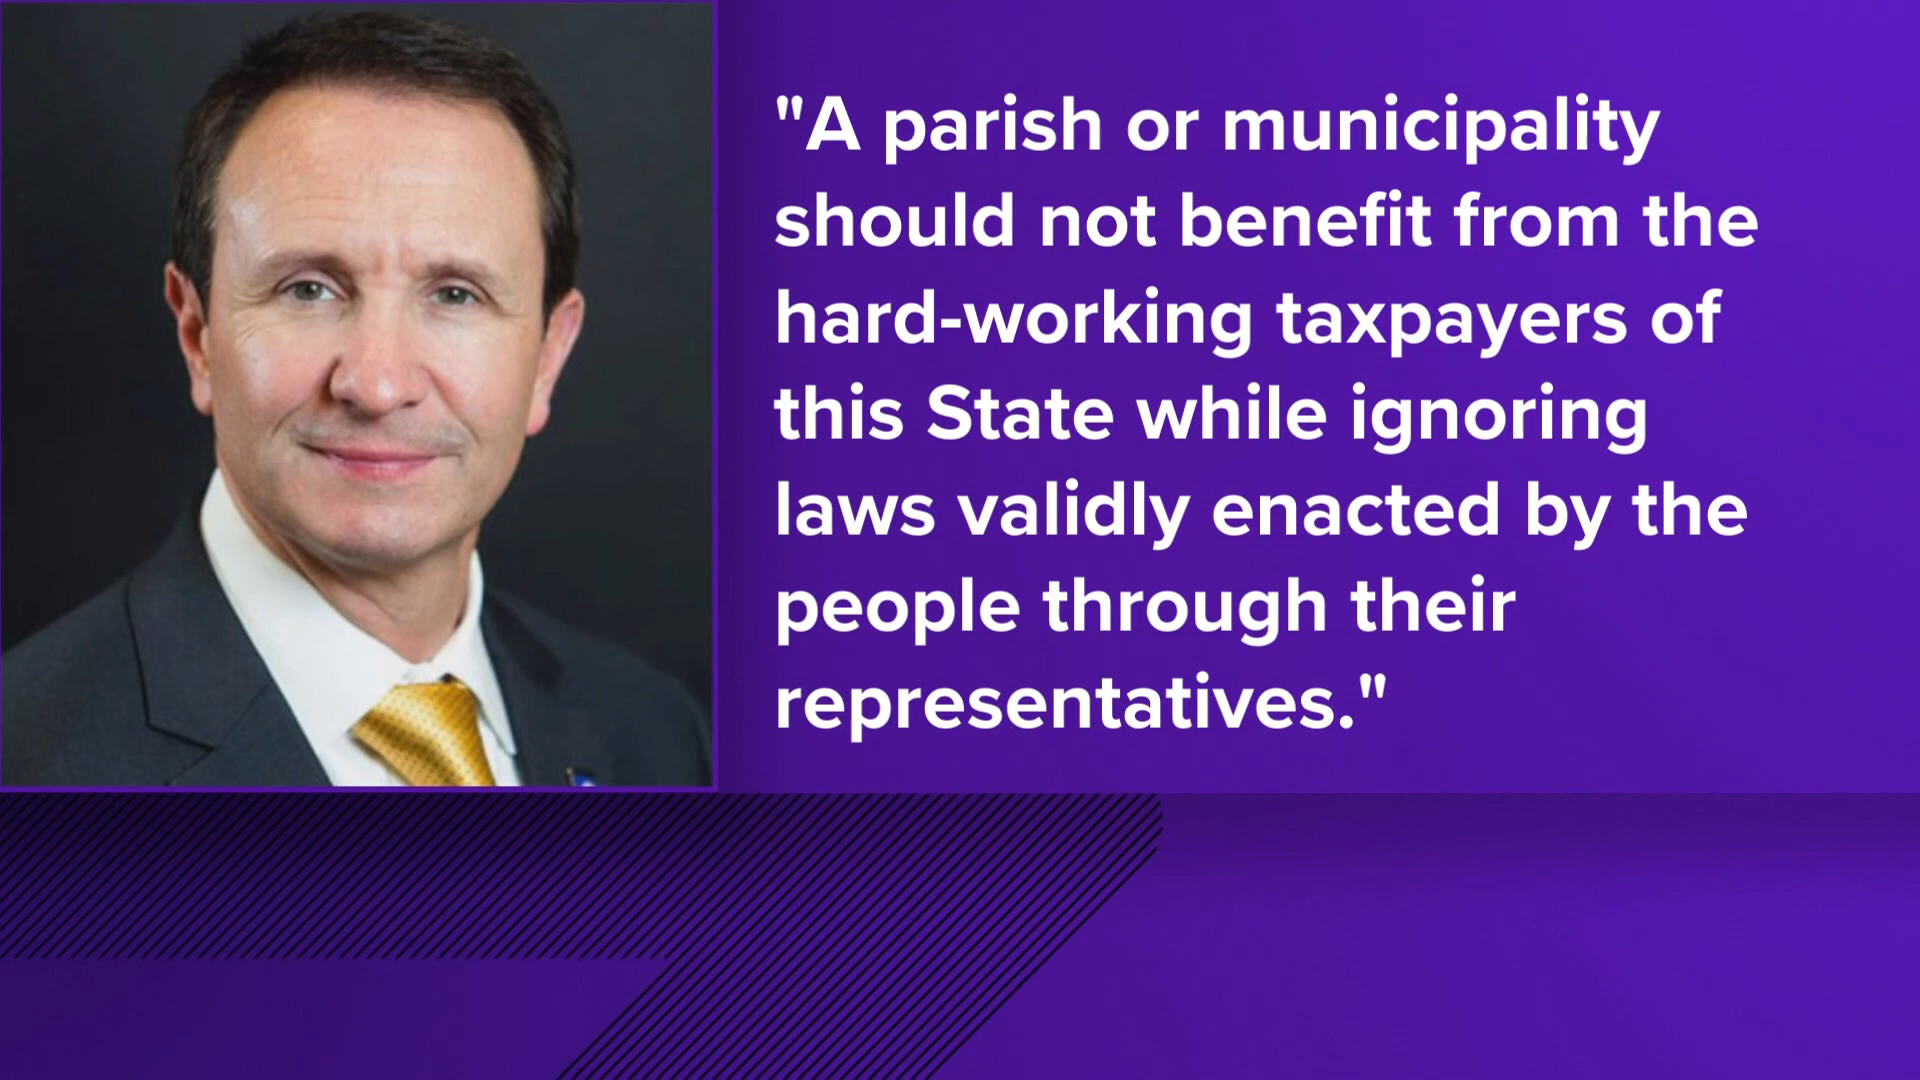 "A parish or municipality
should not benefit from the
hard-working taxpayers of
this State while ignoring
laws validly enacted by the
people through their
representatives."